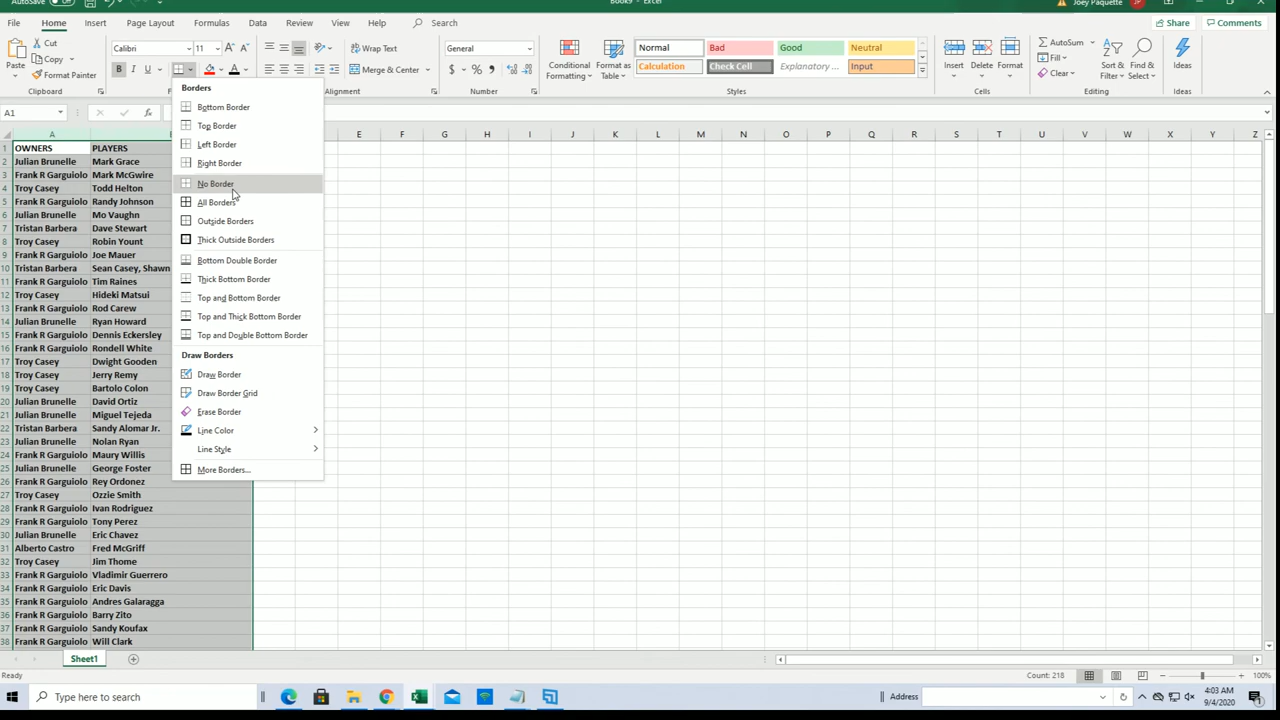 AutoSave Off
Book9 - Excel
Joey Paquette
JP
File Home Insert Page Layout Formulas Data Review View Help Search
Share Comments
Paste
Cut
Copy
Format Painter
Clipboard
Calibri 11
B I U
Wrap Text
Merge & Center
Alignment
General
$ % ,
Number
Conditional Formatting
Format as Table
Normal Bad Good Neutral
Calculation Check Cell Explanatory ... Input
Styles
Insert Delete Format
Cells
AutoSum
Fill
Clear
Sort & Filter
Find & Select
Editing
Ideas
Ideas
A1
Borders
Bottom Border
Top Border
Left Border
Right Border
No Border
All Borders
Outside Borders
Thick Outside Borders
Bottom Double Border
Thick Bottom Border
Top and Bottom Border
Top and Thick Bottom Border
Top and Double Bottom Border
Draw Borders
Draw Border
Draw Border Grid
Erase Border
Line Color
Line Style
More Borders...
A E F G H I J K L M N O P Q R S T U V W X Y Z
1 OWNERS PLAYERS
2 Julian Brunelle Mark Grace
3 Frank R Garguiolo Mark McGwire
4 Troy Casey Todd Helton
5 Frank R Garguiolo Randy Johnson
6 Julian Brunelle Mo Vaughn
7 Tristan Barbera Dave Stewart
8 Troy Casey Robin Yount
9 Frank R Garguiolo Joe Mauer
10 Tristan Barbera Sean Casey, Shawn
11 Frank R Garguiolo Tim Raines
12 Troy Casey Hideki Matsui
13 Frank R Garguiolo Rod Carew
14 Julian Brunelle Ryan Howard
15 Frank R Garguiolo Dennis Eckersley
16 Frank R Garguiolo Rondell White
17 Troy Casey Dwight Gooden
18 Troy Casey Jerry Remy
19 Troy Casey Bartolo Colon
20 Julian Brunelle David Ortiz
21 Julian Brunelle Miguel Tejeda
22 Tristan Barbera Sandy Alomar Jr.
23 Julian Brunelle Nolan Ryan
24 Frank R Garguiolo Maury Willis
25 Julian Brunelle George Foster
26 Frank R Garguiolo Rey Ordonez
27 Troy Casey Ozzie Smith
28 Frank R Garguiolo Ivan Rodriguez
29 Frank R Garguiolo Tony Perez
30 Julian Brunelle Eric Chavez
31 Alberto Castro Fred McGriff
32 Troy Casey Jim Thome
33 Frank R Garguiolo Vladimir Guerrero
34 Frank R Garguiolo Eric Davis
35 Frank R Garguiolo Andres Galaragga
36 Frank R Garguiolo Barry Zito
37 Frank R Garguiolo Sandy Koufax
38 Frank R Garguiolo Will Clark
Sheet1
Ready
Count: 218
100%
Type here to search
Address
4:03 AM
9/4/2020